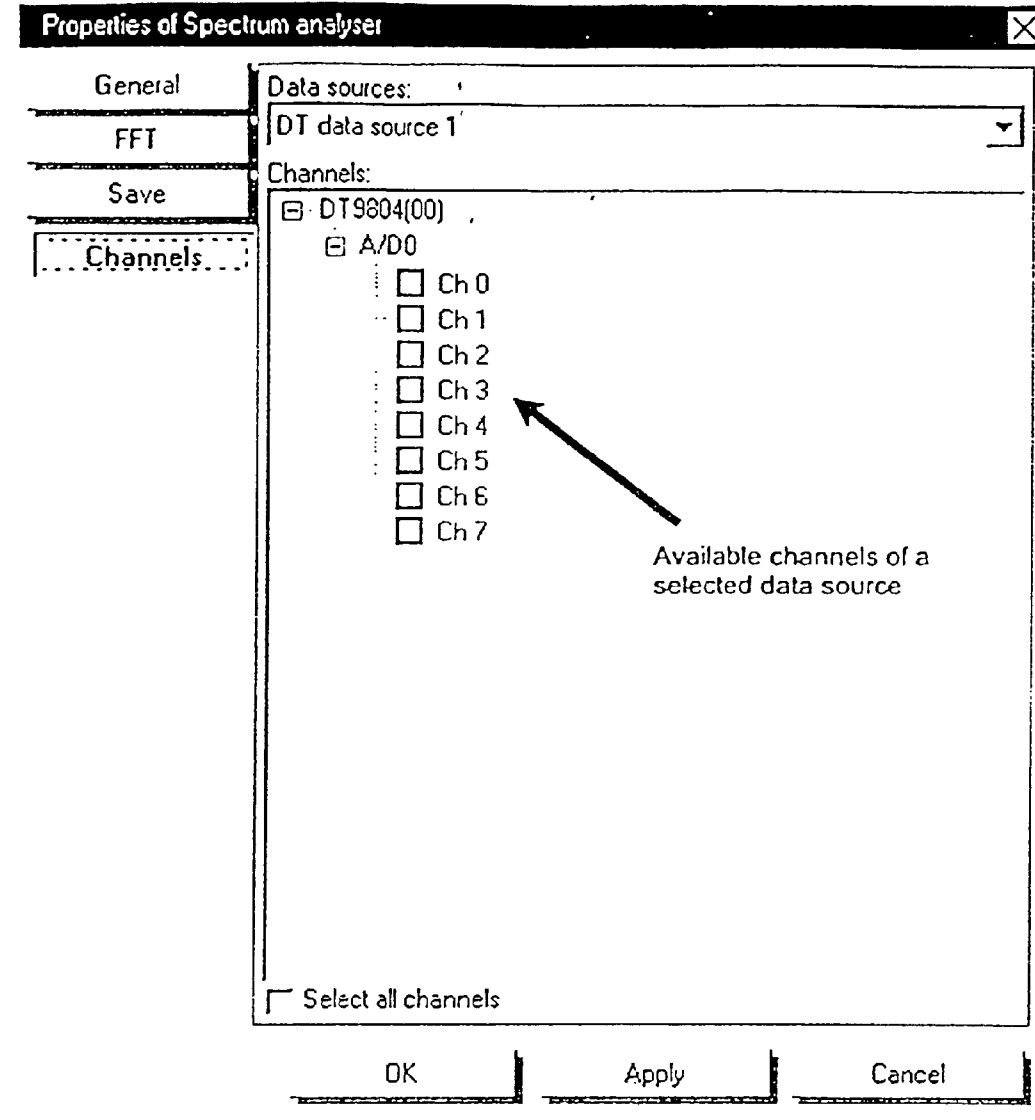 Properties of Spectrum analyser
General
FFT
Save
Channels
Data sources:
DT data source 1
Channels:
DT9804(00)
A/D0
Ch 0
Ch 1
Ch 2
Ch 3
Ch 4
Ch 5
Ch 6
Ch 7
Available channels of a
selected data source
Select all channels
OK
Apply
Cancel